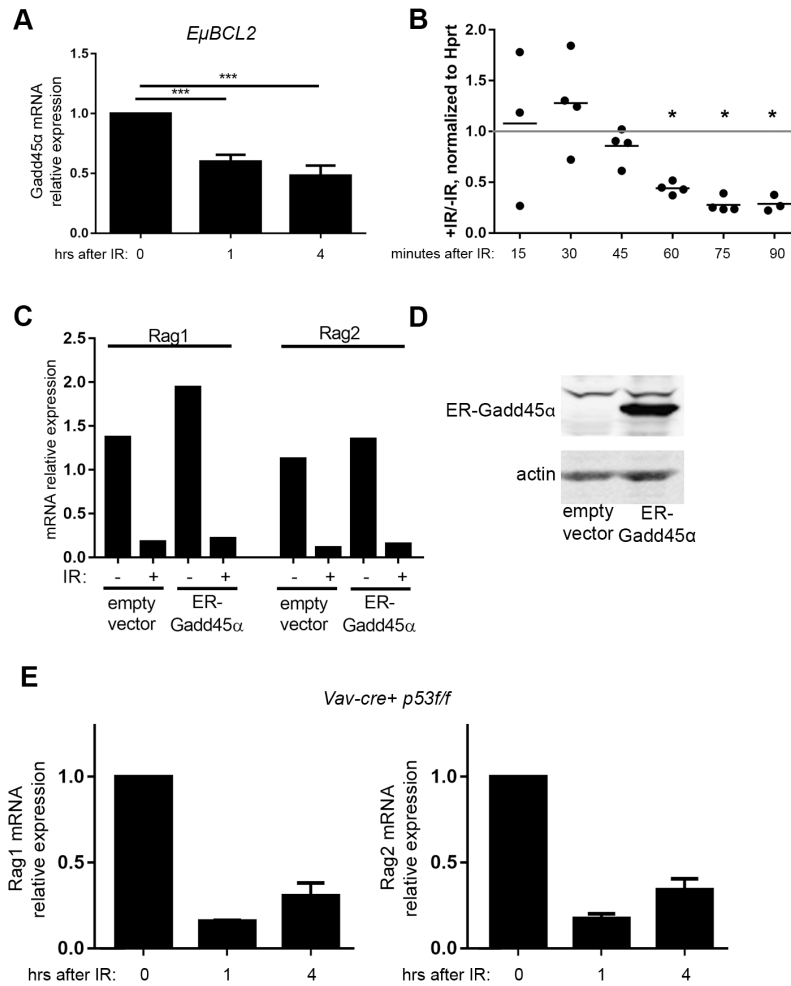 A
EµBCL2
Gadd45α mRNA
relative expression
1.5
1.0
0.5
0.0
***
***
hrs after IR: 0 1 4
B
+IR/-IR, normalized to Hprt
2.0
1.5
1.0
0.5
0.0
* * *
minutes after IR: 15 30 45 60 75 90
C
Rag1 Rag2
mRNA relative expression
2.5
2.0
1.5
1.0
0.5
0.0
IR: - + - + - + - +
empty vector
ER-Gadd45α
empty vector
ER-Gadd45α
D
ER-Gadd45α
actin
empty vector
ER-Gadd45α
E
Vav-cre+ p53f/f
Rag1 mRNA
relative expression
1.0
0.5
0.0
hrs after IR: 0 1 4
Rag2 mRNA
relative expression
1.0
0.5
0.0
hrs after IR: 0 1 4